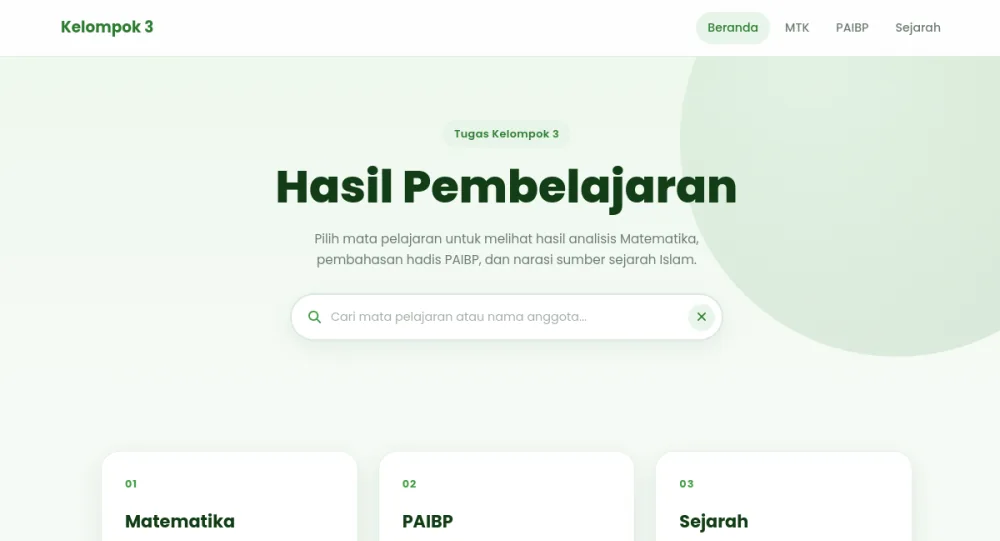 Kelompok 3
Beranda
MTK
PAIBP
Sejarah
Tugas Kelompok 3
Hasil Pembelajaran
Pilih mata pelajaran untuk melihat hasil analisis Matematika,
pembahasan hadis PAIBP, dan narasi sumber sejarah Islam.
Cari mata pelajaran atau nama anggota...
01
Matematika
02
PAIBP
03
Sejarah